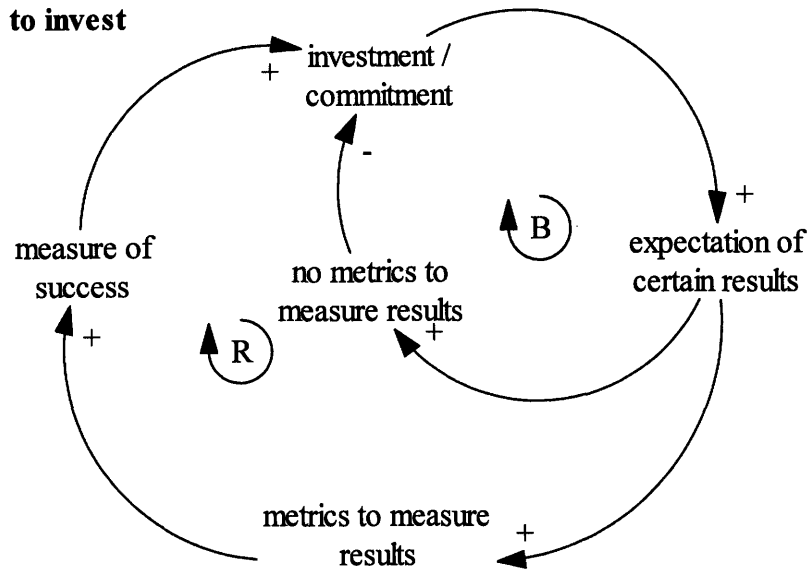 to invest
investment /
commitment
+
-
+
B
expectation of
certain results
measure of
success
no metrics to
measure results
+
+
R
metrics to measure
results
+